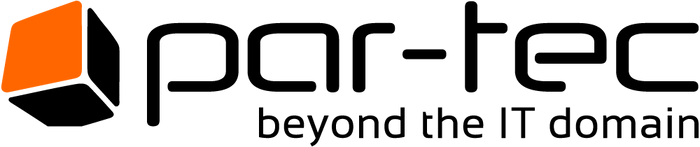 par-tec
beyond the IT domain